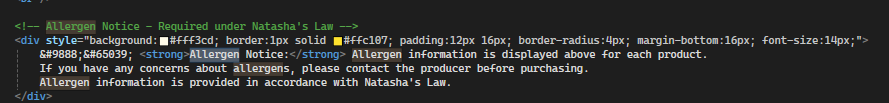 <!-- Allergen Notice - Required under Natasha's Law -->
<div style="background:#fff3cd; border:1px solid #ffc107; padding:12px 16px; border-radius:4px; margin-bottom:16px; font-size:14px;">
&#9888;&#65039; <strong>Allergen Notice:</strong> Allergen information is displayed above for each product.
If you have any concerns about allergens, please contact the producer before purchasing.
Allergen information is provided in accordance with Natasha's Law.
</div>